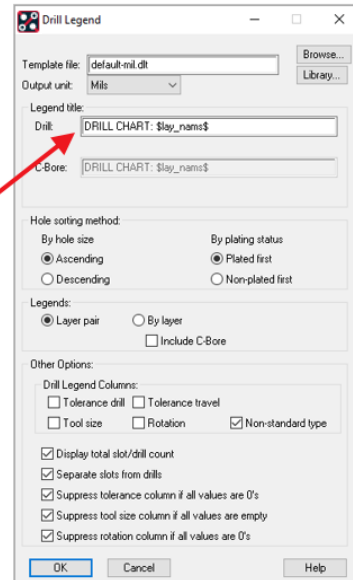 Drill Legend
Browse...
Template file: default-mil.dlt
Library...
Output unit: Mils
Legend title:
Drill: DRILL CHART: $lay_nams$
C-Bore: DRILL CHART: $lay_nams$
Hole sorting method:
By hole size By plating status
Ascending Plated first
Descending Non-plated first
Legends:
Layer pair By layer
Include C-Bore
Other Options:
Drill Legend Columns:
Tolerance drill Tolerance travel
Tool size Rotation Non-standard type
Display total slot/drill count
Separate slots from drills
Suppress tolerance column if all values are 0's
Suppress tool size column if all values are empty
Suppress rotation column if all values are 0's
OK Cancel Help